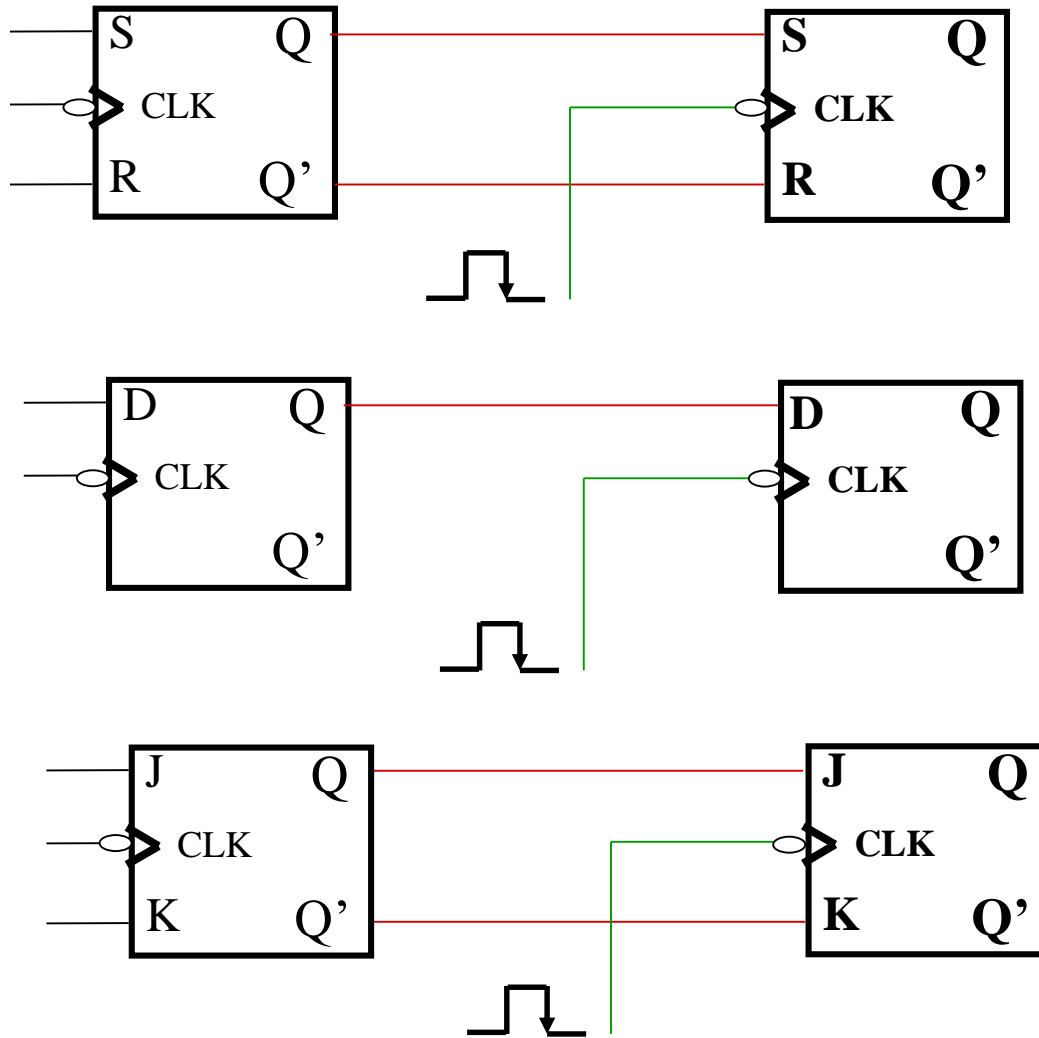 S Q S Q
CLK CLK
R Q’ R Q’
D Q D Q
CLK CLK
Q’ Q’
J Q J Q
CLK CLK
K Q’ K Q’